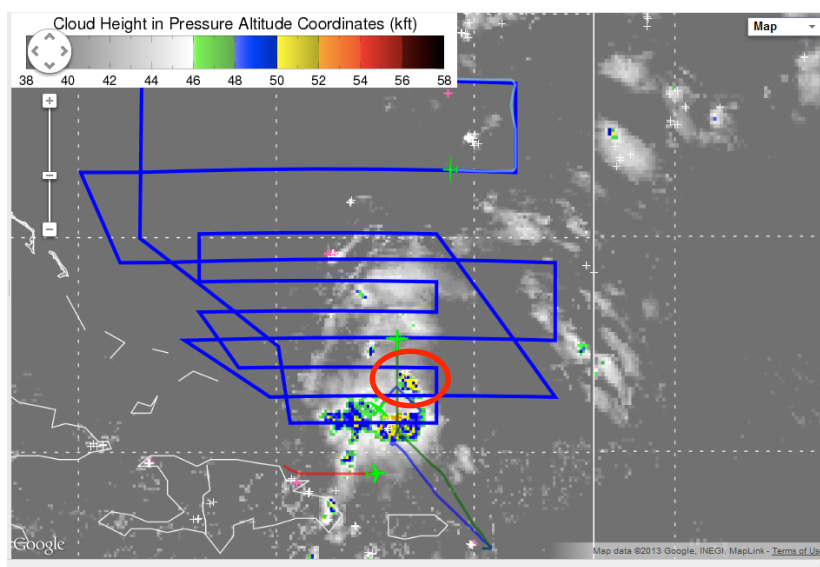 Cloud Height in Pressure Altitude Coordinates (kft)
38 40 42 44 46 48 50 52 54 56 58
Map
Google
Map data ©2013 Google, INEGI, MapLink - Terms of Use